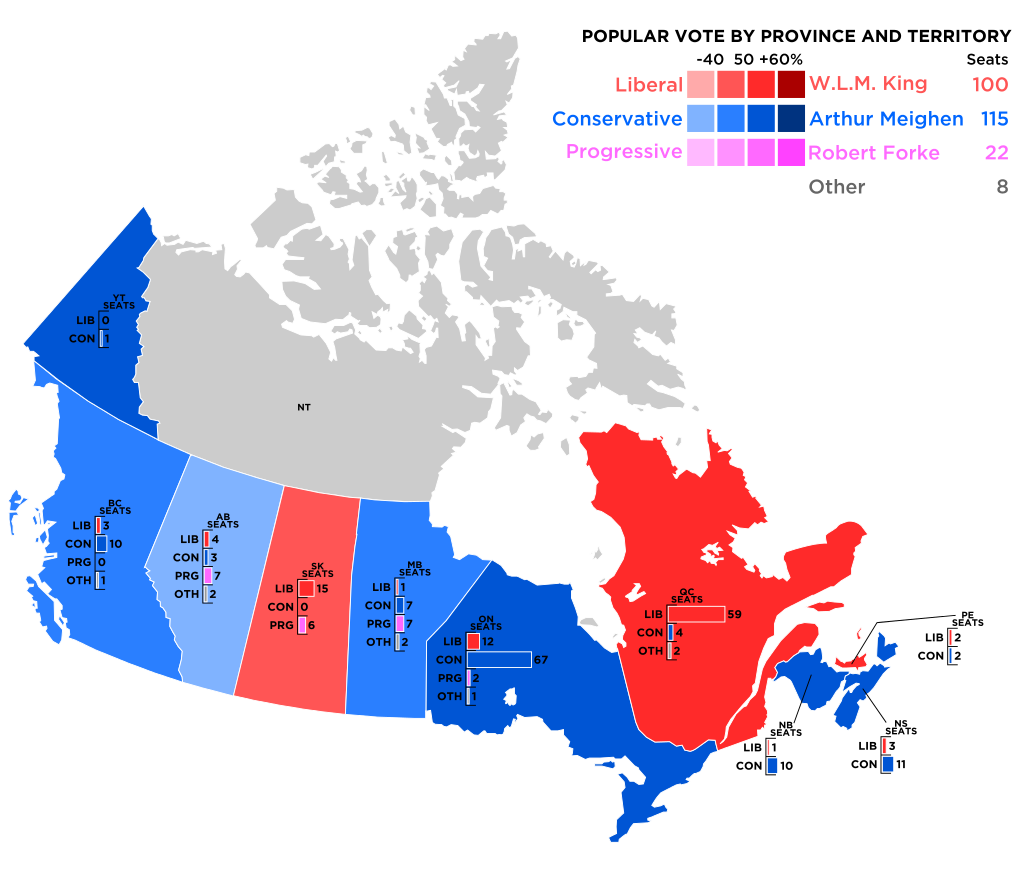 POPULAR VOTE BY PROVINCE AND TERRITORY
-40 50 +60% Seats
Liberal W.L.M. King 100
Conservative Arthur Meighen 115
Progressive Robert Forke 22
Other 8
YT
SEATS
LIB 0
CON 1
NT
BC
SEATS
LIB 3
CON 10
PRG 0
OTH 1
AB
SEATS
LIB 4
CON 3
PRG 7
OTH 2
SK
SEATS
LIB 15
CON 0
PRG 6
MB
SEATS
LIB 1
CON 7
PRG 7
OTH 2
ON
SEATS
LIB 12
CON 67
PRG 2
OTH 1
QC
SEATS
LIB 59
CON 4
OTH 2
PE
SEATS
LIB 2
CON 2
NB
SEATS
LIB 1
CON 10
NS
SEATS
LIB 3
CON 11